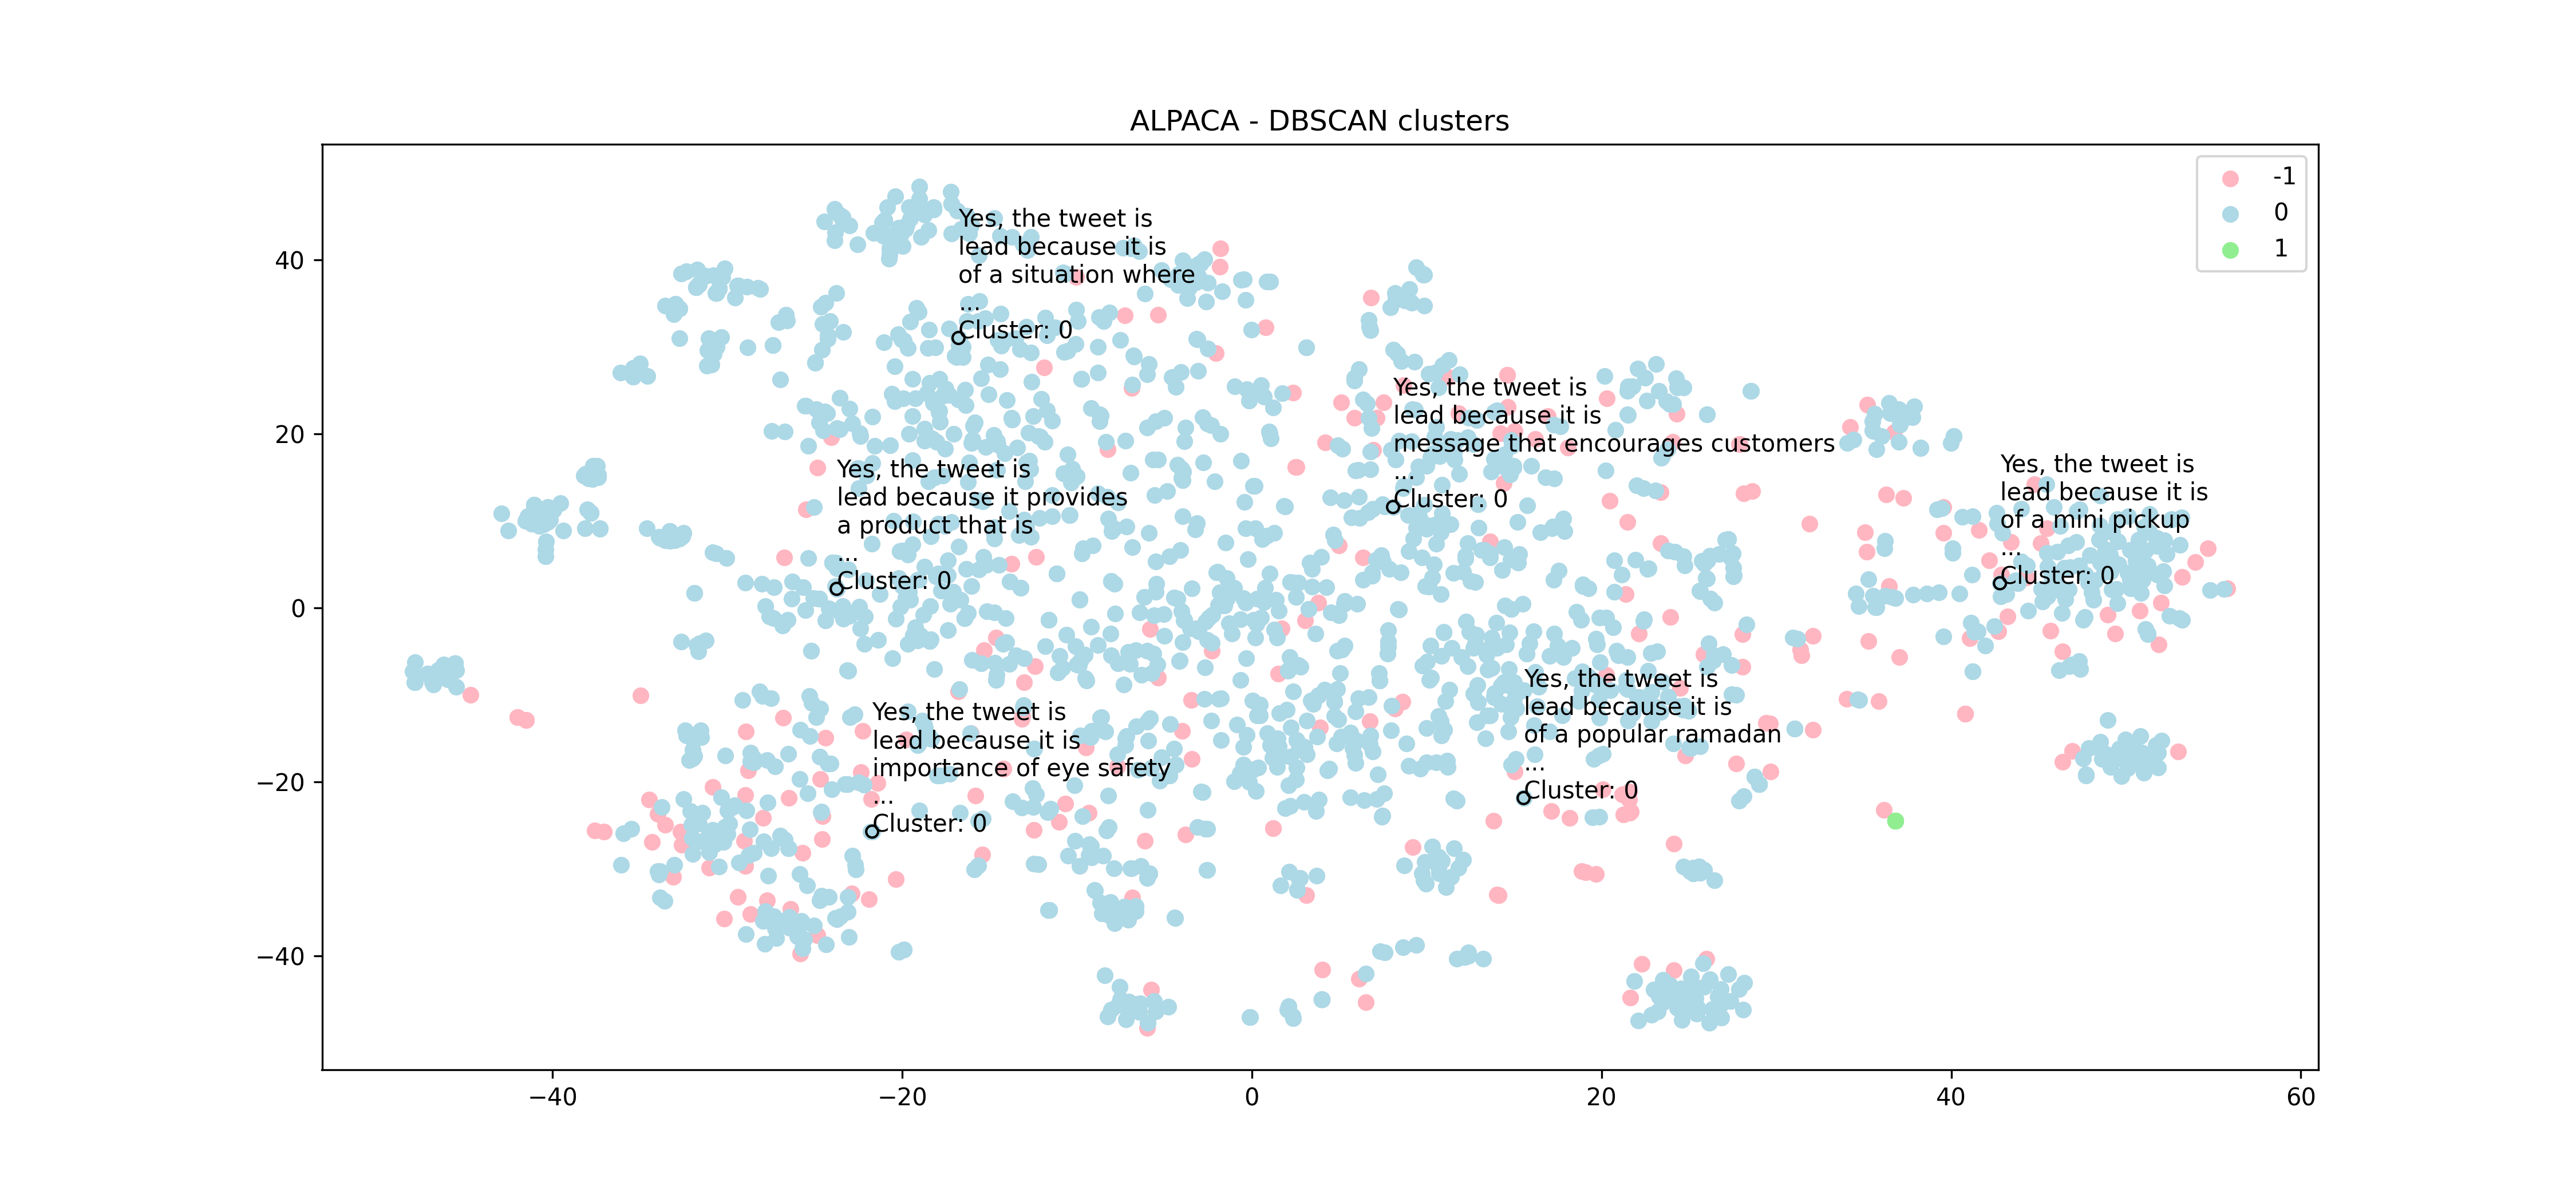 ALPACA - DBSCAN clusters
-1
0
1
Yes, the tweet is
lead because it is
of a situation where
...
Cluster: 0
Yes, the tweet is
lead because it is
message that encourages customers
...
Cluster: 0
Yes, the tweet is
lead because it provides
a product that is
...
Cluster: 0
Yes, the tweet is
lead because it is
of a mini pickup
...
Cluster: 0
Yes, the tweet is
lead because it is
of a popular ramadan
...
Cluster: 0
Yes, the tweet is
lead because it is
importance of eye safety
...
Cluster: 0
40
20
0
−20
−40
−40
−20
0
20
40
60